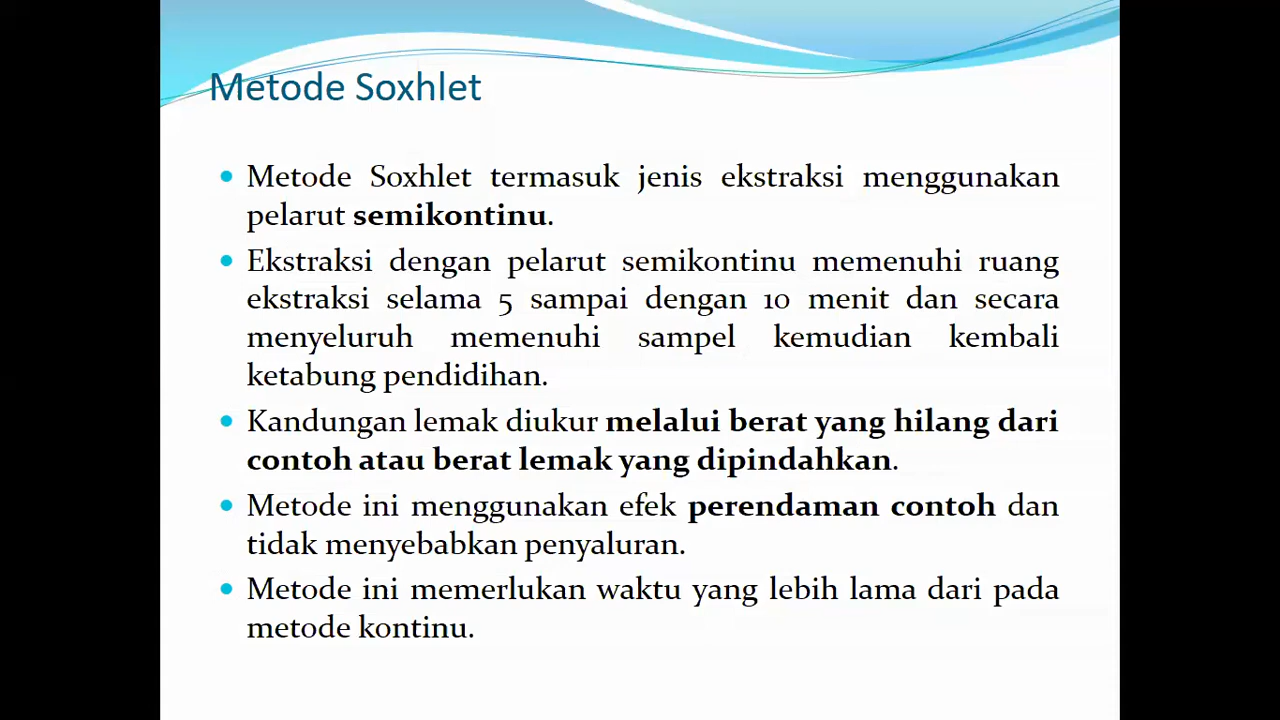 Metode Soxhlet
Metode Soxhlet termasuk jenis ekstraksi menggunakan
pelarut semikontinu.
Ekstraksi dengan pelarut semikontinu memenuhi ruang
ekstraksi selama 5 sampai dengan 10 menit dan secara
menyeluruh memenuhi sampel kemudian kembali
ketabung pendidihan.
Kandungan lemak diukur melalui berat yang hilang dari
contoh atau berat lemak yang dipindahkan.
Metode ini menggunakan efek perendaman contoh dan
tidak menyebabkan penyaluran.
Metode ini memerlukan waktu yang lebih lama dari pada
metode kontinu.